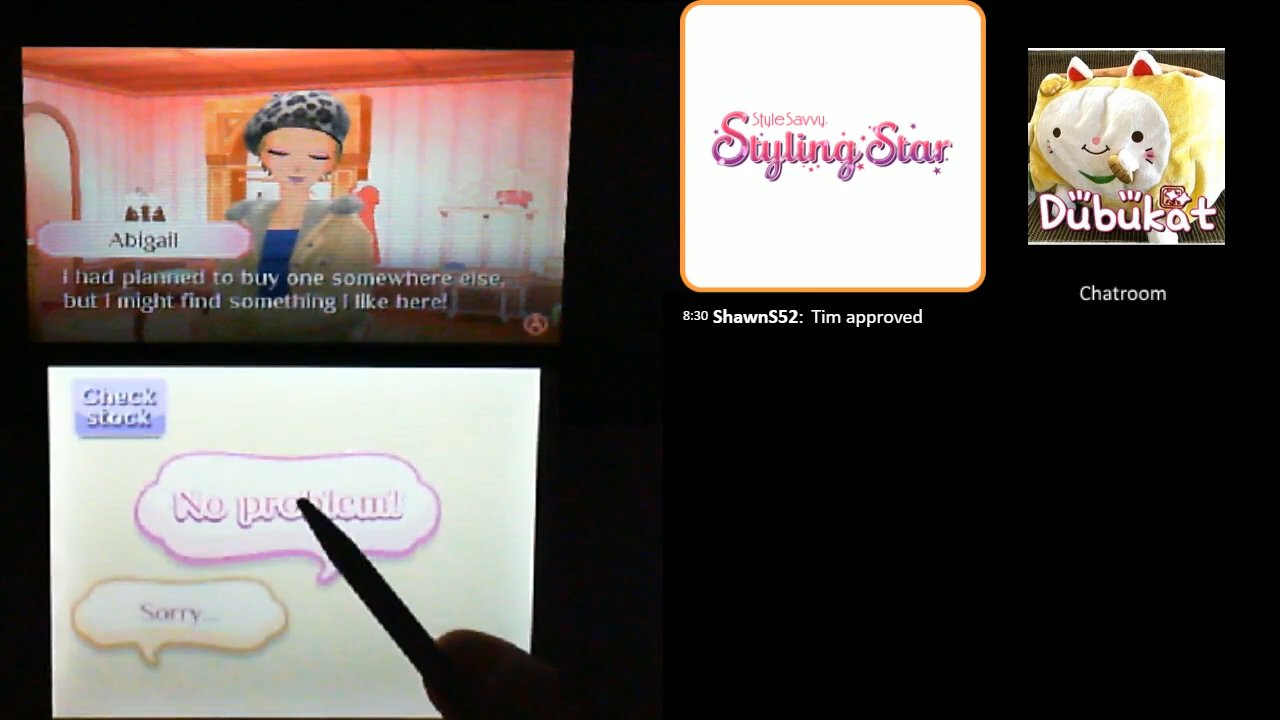 Abigail
I had planned to buy one somewhere else,
but I might find something I like here!
A
Check
stock
No problem!
Sorry...
StyleSavvy™
Styling Star
Dubukat
Chatroom
8:30 ShawnS52: Tim approved